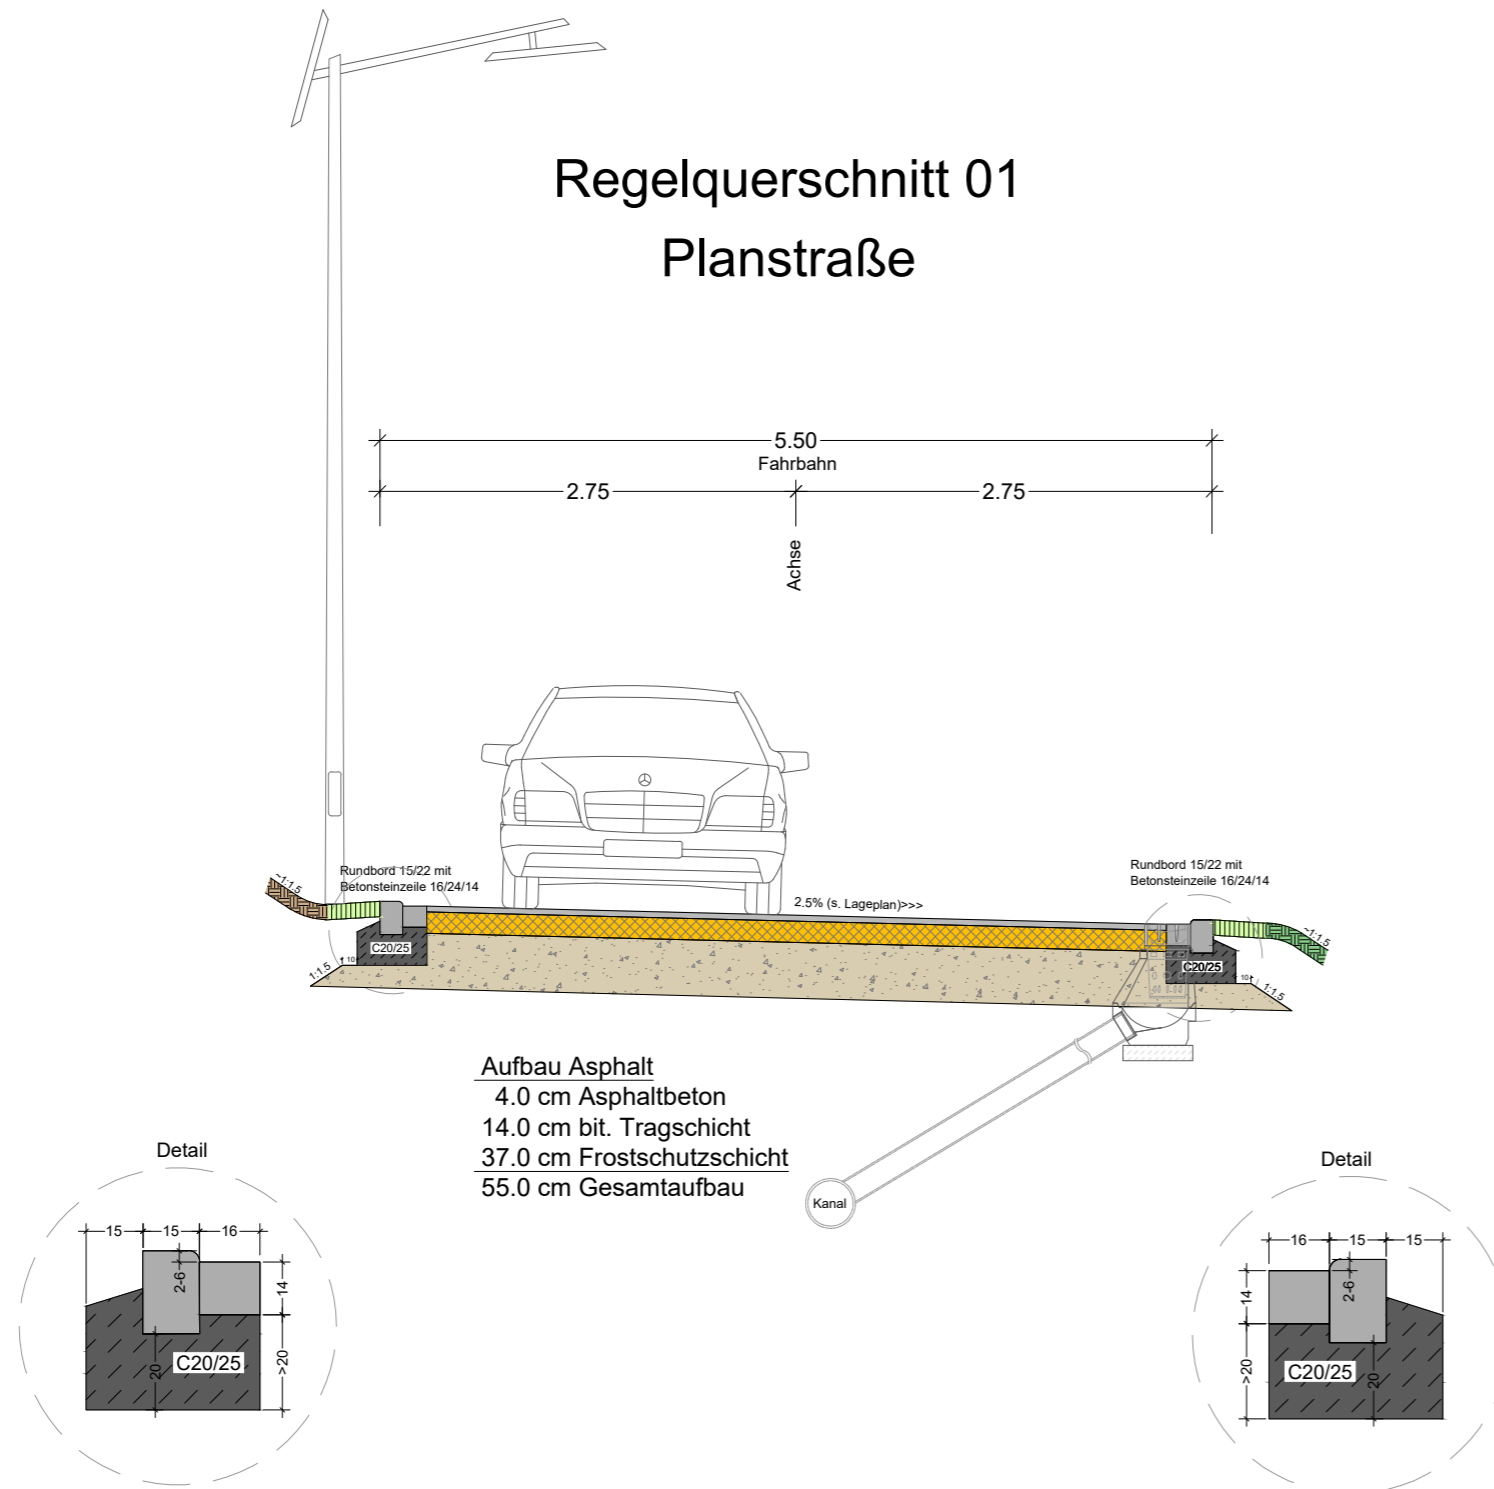 Regelquerschnitt 01
Planstraße
5.50
Fahrbahn
2.75
2.75
Achse
Rundbord 15/22 mit
Betonsteinzeile 16/24/14
Rundbord 15/22 mit
Betonsteinzeile 16/24/14
~1:1.5
2.5% (s. Lageplan)>>>
~1:1.5
C20/25
C20/25
1:1.5
10
10
1:1.5
Aufbau Asphalt
4.0 cm Asphaltbeton
14.0 cm bit. Tragschicht
37.0 cm Frostschutzschicht
55.0 cm Gesamtaufbau
Kanal
Detail
15
15
16
2-6
14
C20/25
20
>20
Detail
16
15
15
2-6
14
C20/25
20
>20